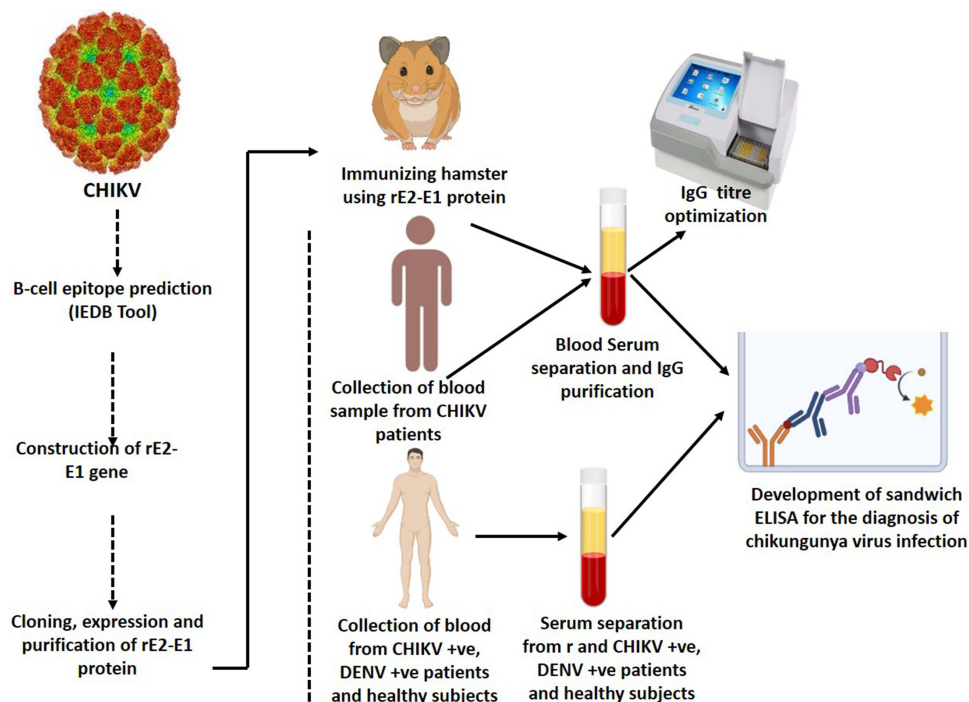 CHIKV
B-cell epitope prediction
(IEDB Tool)
Construction of rE2-
E1 gene
Cloning, expression and
purification of rE2-E1
protein
Immunizing hamster
using rE2-E1 protein
Collection of blood
sample from CHIKV
patients
Collection of blood
from CHIKV +ve,
DENV +ve patients
and healthy subjects
IgG titre
optimization
Blood Serum
separation and IgG
purification
Serum separation
from r and CHIKV +ve,
DENV +ve patients
and healthy subjects
Development of sandwich
ELISA for the diagnosis of
chikungunya virus infection